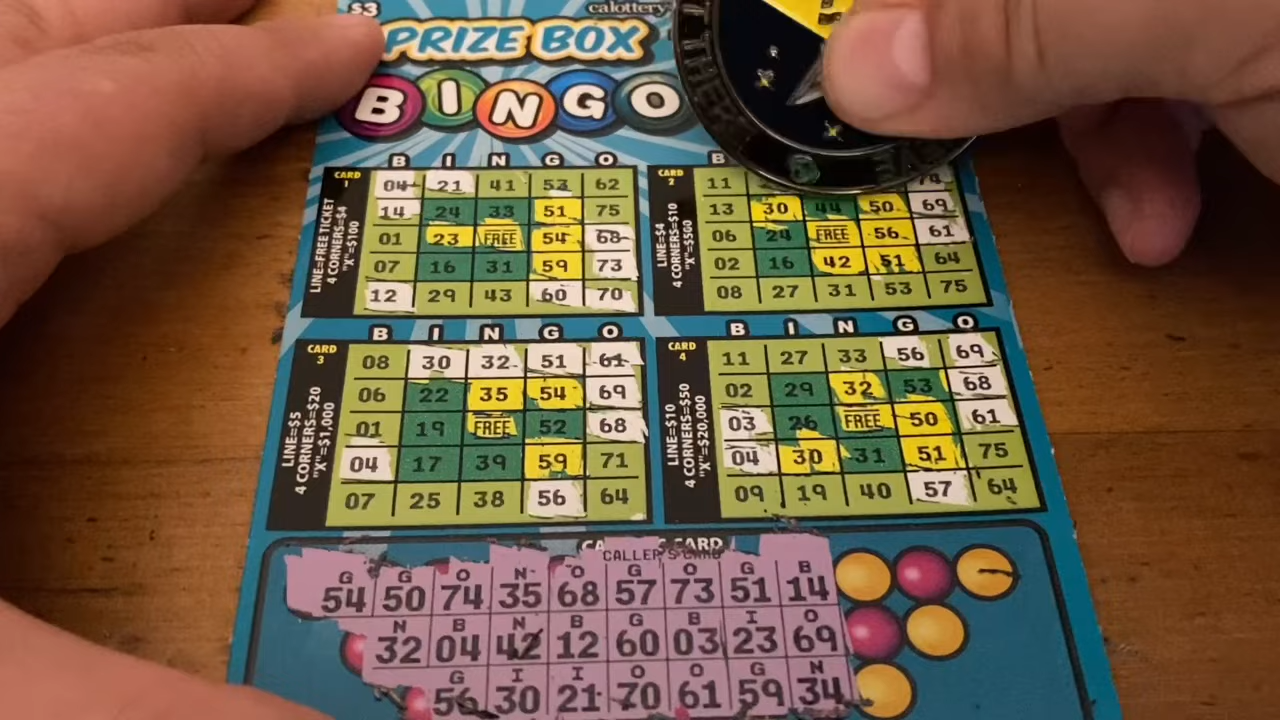 $3
calottery
PRIZE BOX
BINGO
CARD 1
LINE=FREE TICKET
4 CORNERS=$4
"X"=$100
B I N G O
04 21 41 53 62
14 24 33 51 75
01 23 FREE 54 68
07 16 31 59 73
12 29 43 60 70
CARD 2
LINE=$4
4 CORNERS=$10
"X"=$500
B
11 74
13 30 44 50 69
06 24 FREE 56 61
02 16 42 51 64
08 27 31 53 75
CARD 3
LINE=$5
4 CORNERS=$20
"X"=$1,000
B I N G O
08 30 32 51 61
06 22 35 54 69
01 19 FREE 52 68
04 17 39 59 71
07 25 38 56 64
CARD 4
LINE=$10
4 CORNERS=$50
"X"=$20,000
B I N G O
11 27 33 56 69
02 29 32 53 68
03 26 FREE 50 61
04 30 31 51 75
09 19 40 57 64
CALLER'S CARD
G G O N O G O G B
54 50 74 35 68 57 73 51 14
N B N B G B I O
32 04 42 12 60 03 23 69
G I I O O G N
56 30 21 70 61 59 34